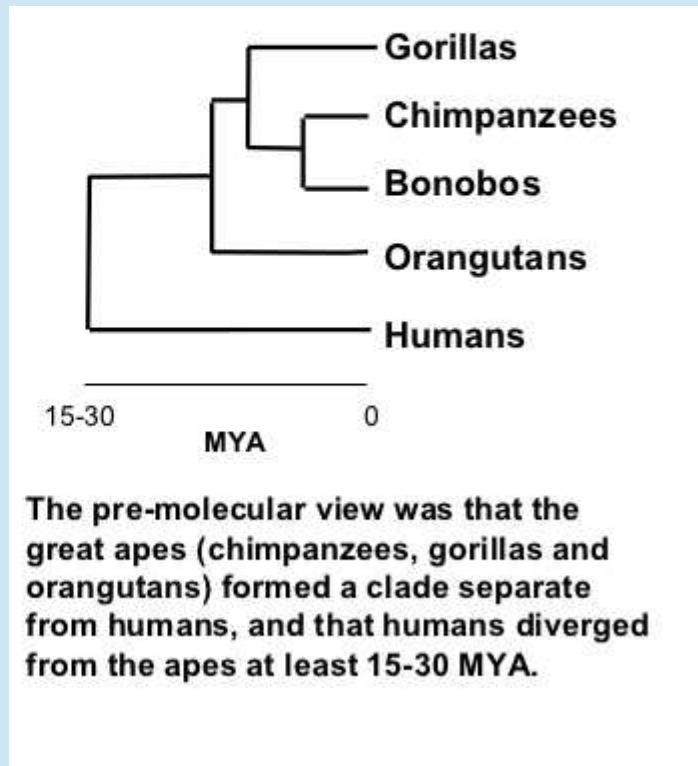 Gorillas
Chimpanzees
Bonobos
Orangutans
Humans
15-30 0
MYA
The pre-molecular view was that the
great apes (chimpanzees, gorillas and
orangutans) formed a clade separate
from humans, and that humans diverged
from the apes at least 15-30 MYA.